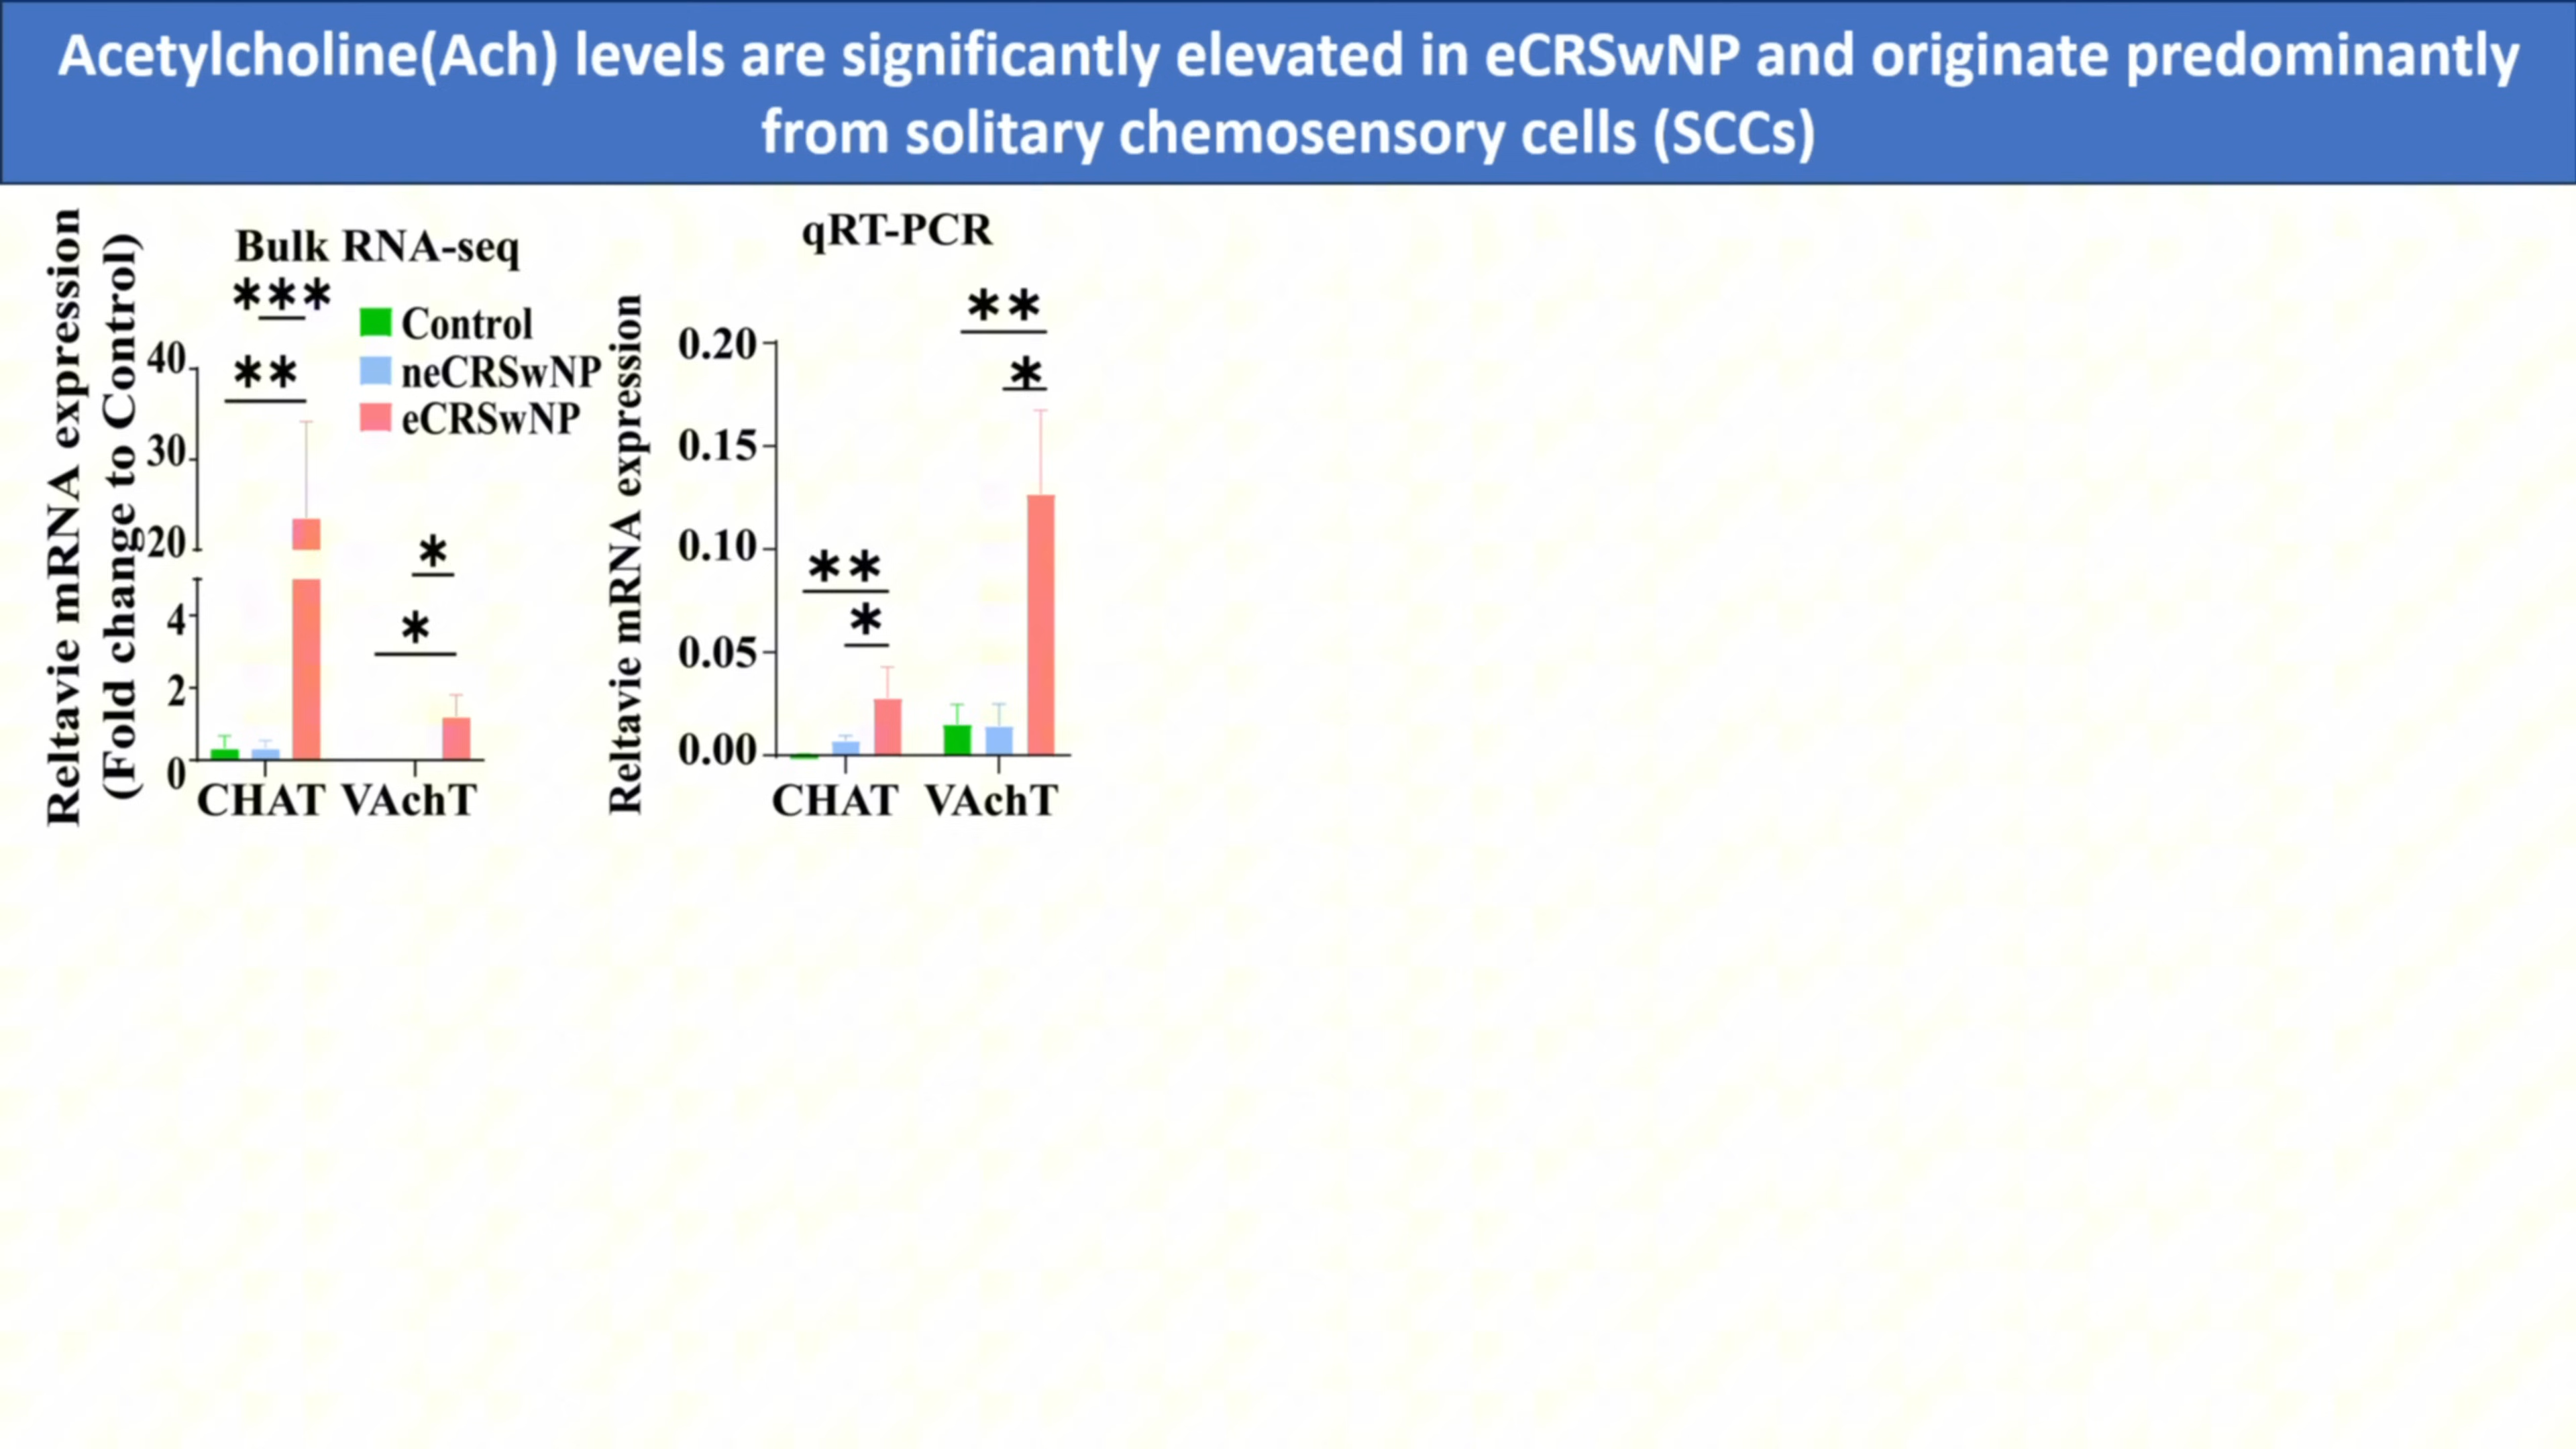 Acetylcholine(Ach) levels are significantly elevated in eCRSwNP and originate predominantly
from solitary chemosensory cells (SCCs)
Reltavie mRNA expression
(Fold change to Control)
Bulk RNA-seq
***
**
Control
neCRSwNP
eCRSwNP
40
30
20
4
2
0
*
*
CHAT VAchT
qRT-PCR
Reltavie mRNA expression
0.20
0.15
0.10
0.05
0.00
**
*
**
*
CHAT VAchT